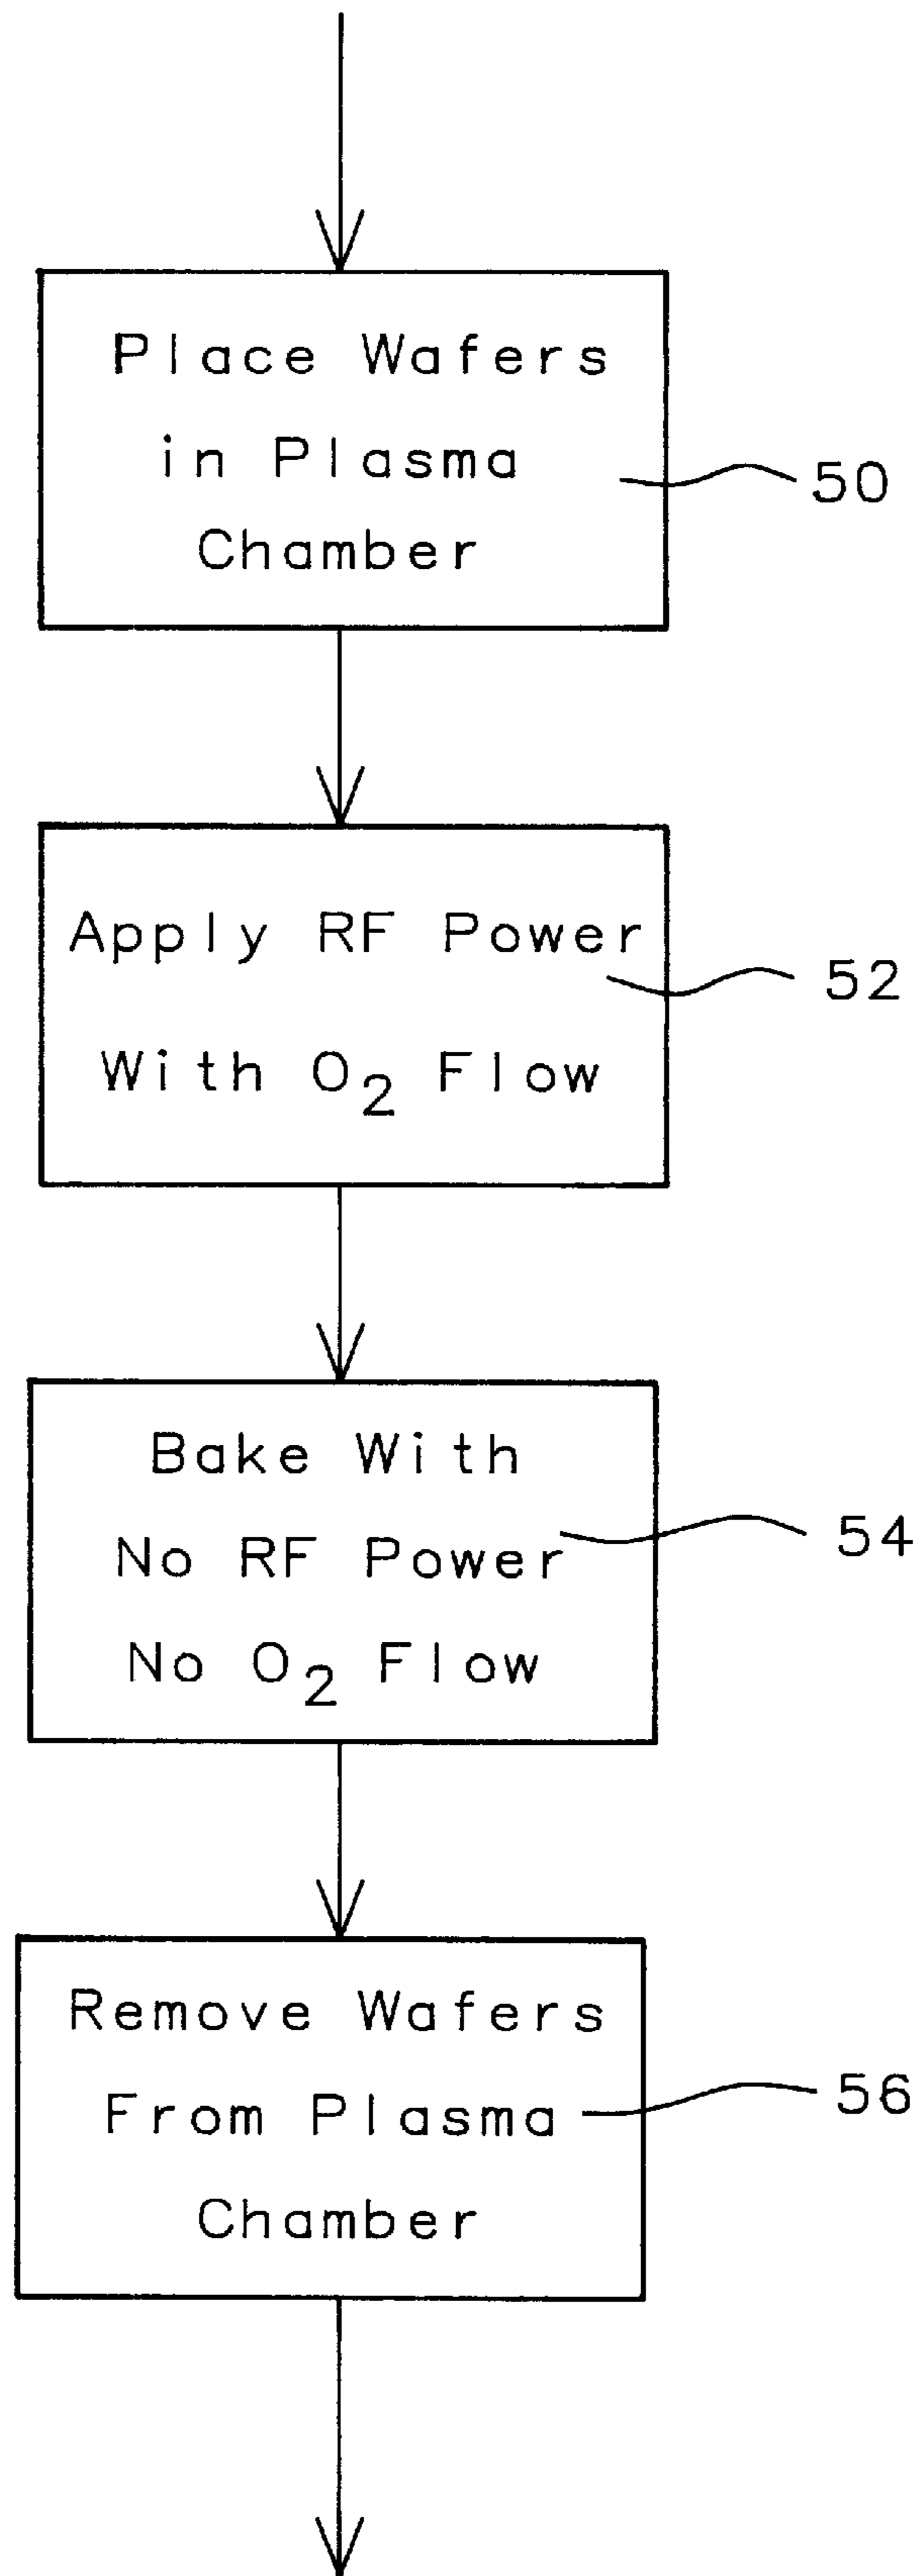 Place Wafers
in Plasma
Chamber
50
Apply RF Power
With O₂ Flow
52
Bake With
No RF Power
No O₂ Flow
54
Remove Wafers
From Plasma
Chamber
56